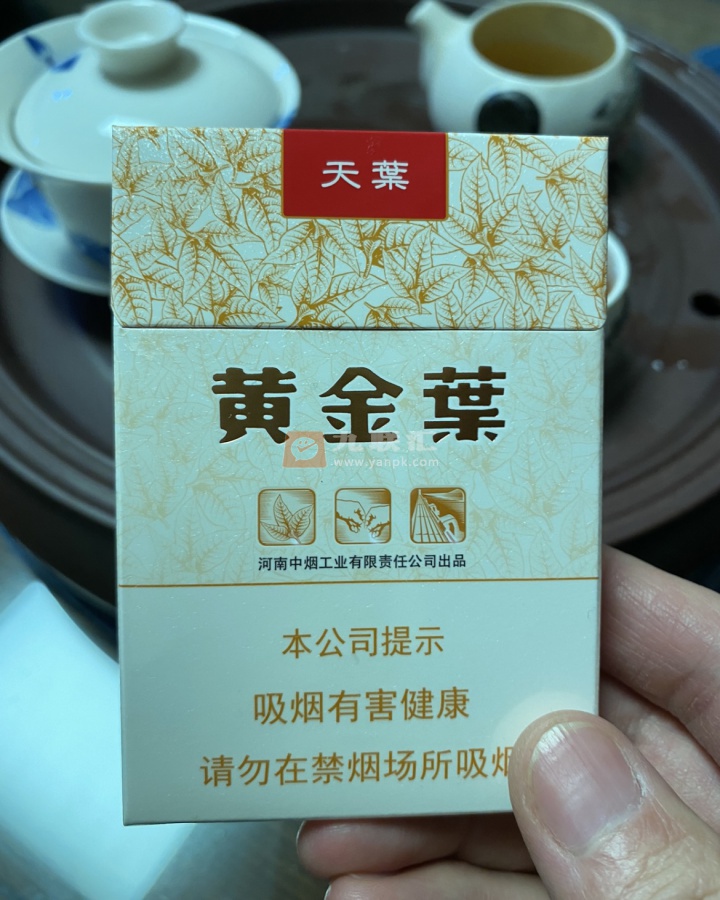 天葉
黄金葉
www.yanpk.com
河南中烟工业有限责任公司出品
本公司提示
吸烟有害健康
请勿在禁烟场所吸烟